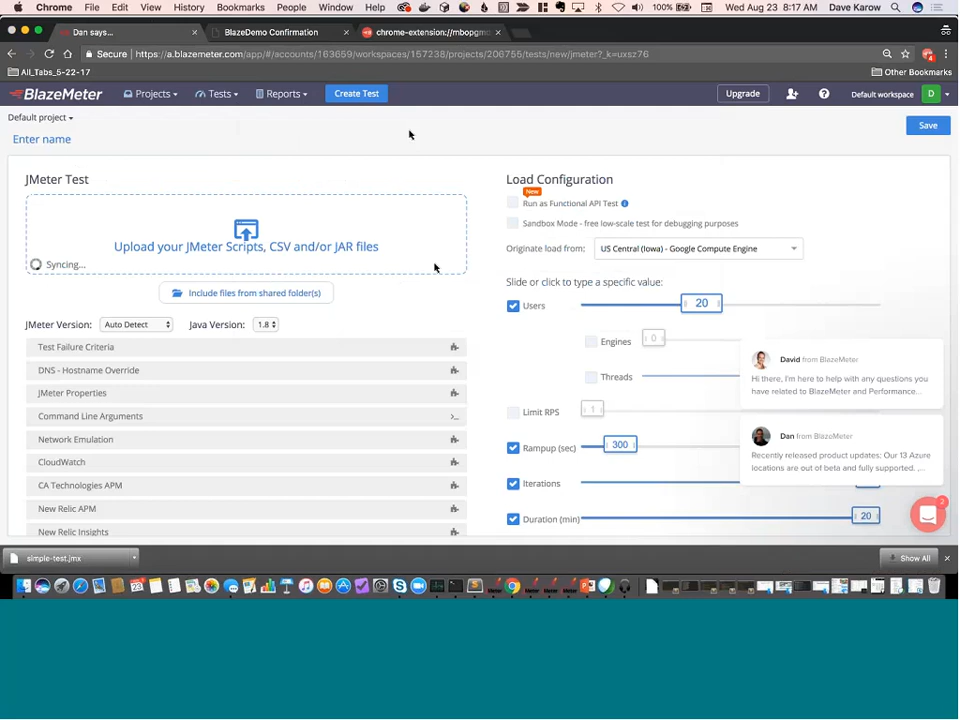 Chrome File Edit View History Bookmarks People Window Help 100% Wed Aug 23 8:17 AM Dave Karow
Dan says... BlazeDemo Confirmation chrome-extension://mbopgm
Secure https://a.blazemeter.com/app/#/accounts/163659/workspaces/157238/projects/206755/tests/new/jmeter?_k=uxsz76
All_Tabs_5-22-17 Other Bookmarks
BlazeMeter Projects Tests Reports Create Test Upgrade Default workspace D
Default project
Enter name Save
JMeter Test
Upload your JMeter Scripts, CSV and/or JAR files
Syncing...
Include files from shared folder(s)
JMeter Version: Auto Detect Java Version: 1.8
Test Failure Criteria
DNS - Hostname Override
JMeter Properties
Command Line Arguments >_
Network Emulation
CloudWatch
CA Technologies APM
New Relic APM
New Relic Insights
Load Configuration
New
Run as Functional API Test
Sandbox Mode - free low-scale test for debugging purposes
Originate load from: US Central (Iowa) - Google Compute Engine
Slide or click to type a specific value:
Users 20
Engines 0
Threads
Limit RPS 1
Rampup (sec) 300
Iterations
Duration (min) 20
David from BlazeMeter
Hi there, I'm here to help with any questions you
have related to BlazeMeter and Performance...
Dan from BlazeMeter
Recently released product updates: Our 13 Azure
locations are out of beta and fully supported. ,...
2
simple-test.jmx Show All